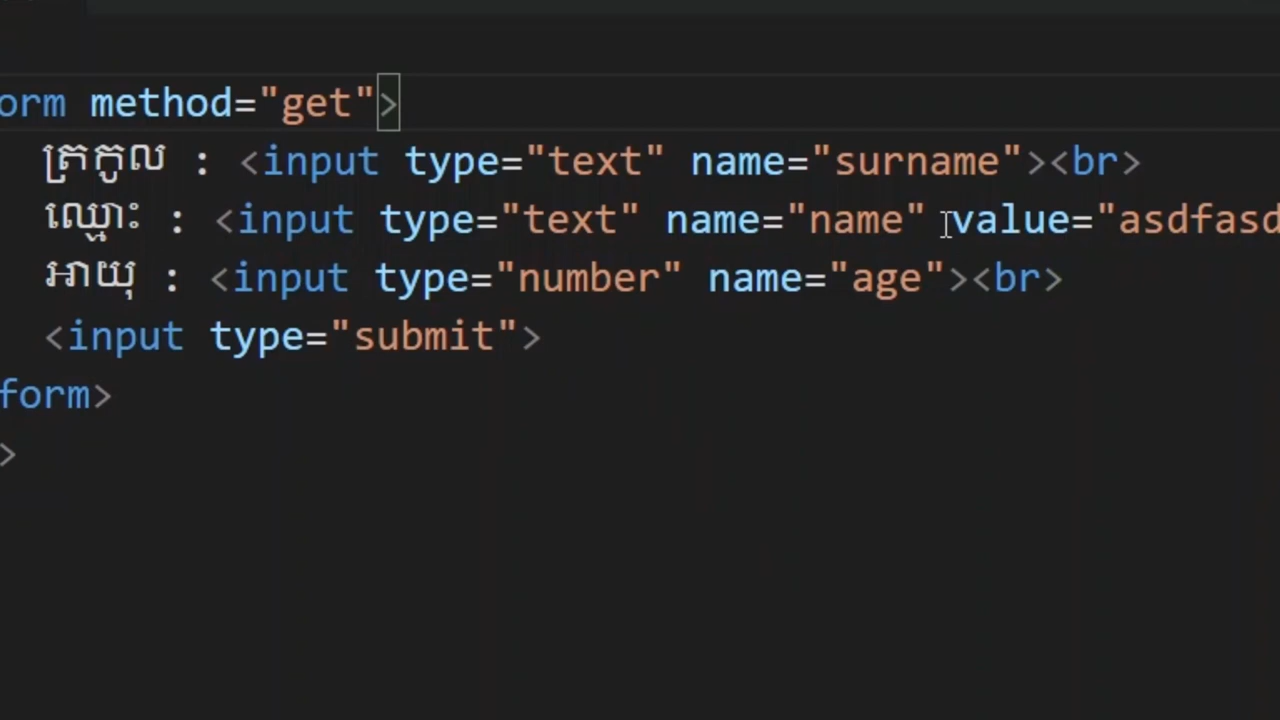 orm method="get">
ត្រកូល : <input type="text" name="surname"><br>
ឈ្មោះ : <input type="text" name="name" value="asdfasd
អាយុ : <input type="number" name="age"><br>
<input type="submit">
form>
>